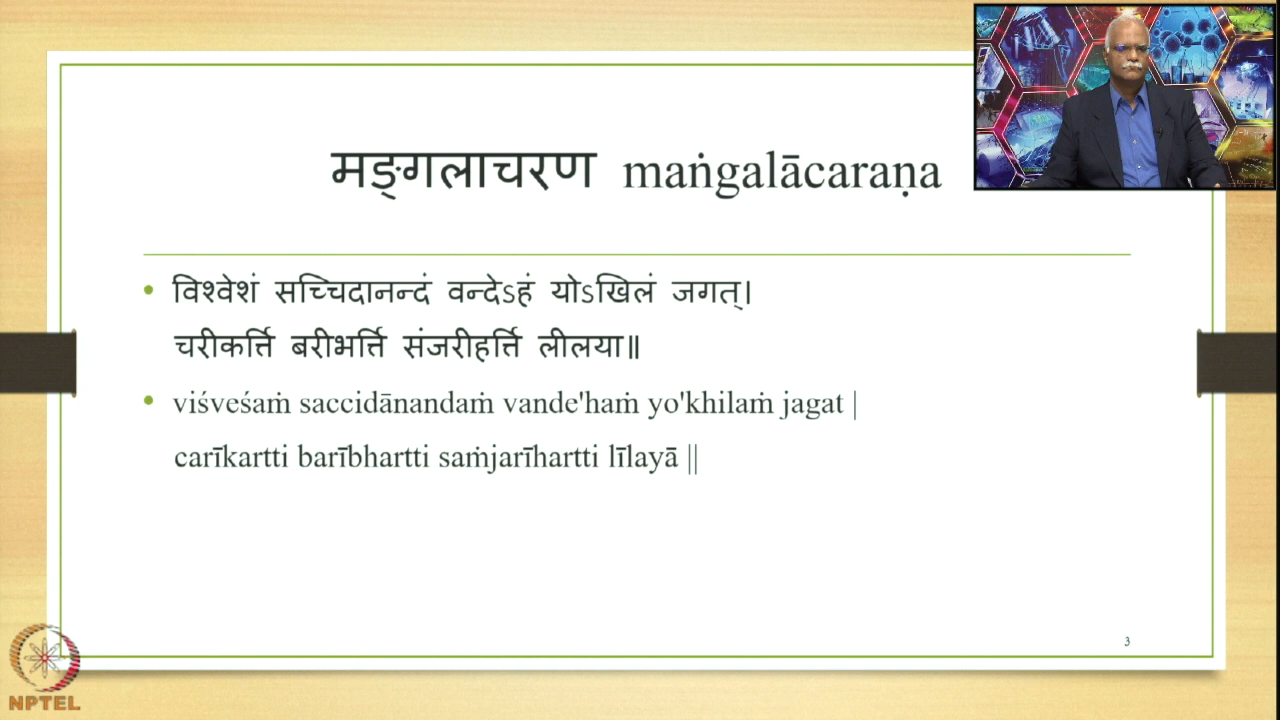 मङ्गलाचरण maṅgalācaraṇa
• विश्वेशं सच्चिदानन्दं वन्देऽहं योऽखिलं जगत्।
चरीकर्त्ति बरीभर्त्ति संजरीहर्त्ति लीलया॥
• viśveśaṁ saccidānandaṁ vande'haṁ yo'khilaṁ jagat |
carīkartti barībhartti saṁjarīhartti līlayā ||
3
NPTEL